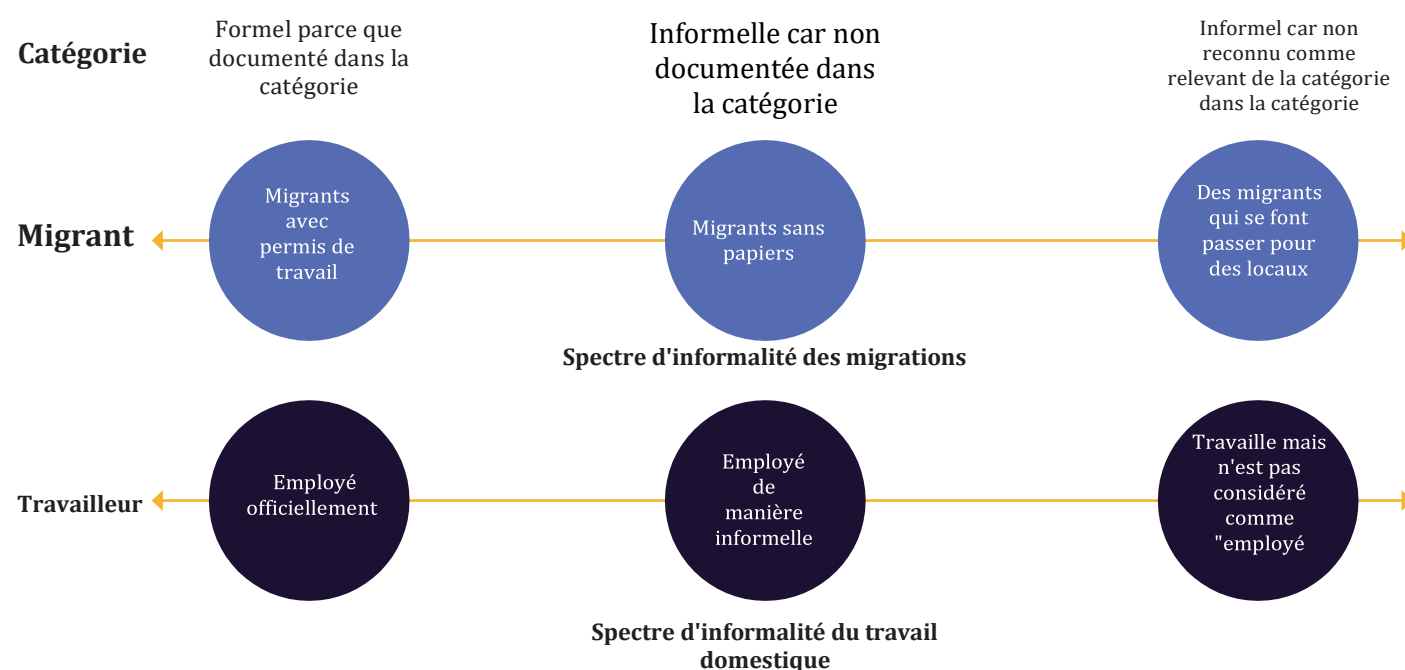 Catégorie
Formel parce que
documenté dans la
catégorie
Informelle car non
documentée dans
la catégorie
Informel car non
reconnu comme
relevant de la catégorie
dans la catégorie
Migrant
Migrants
avec
permis de
travail
Migrants sans
papiers
Des migrants
qui se font
passer pour
des locaux
Spectre d'informalité des migrations
Travailleur
Employé
officiellement
Employé
de
manière
informelle
Travaille mais
n'est pas
considéré
comme
"employé
Spectre d'informalité du travail
domestique